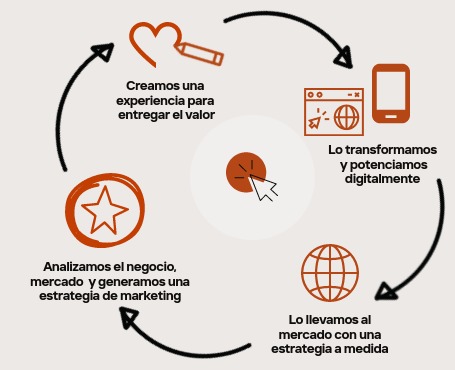 Creamos una
experiencia para
entregar el valor
Lo transformamos
y potenciamos
digitalmente
Lo llevamos al
mercado con una
estrategia a medida
Analizamos el negocio,
mercado y generamos una
estrategia de marketing